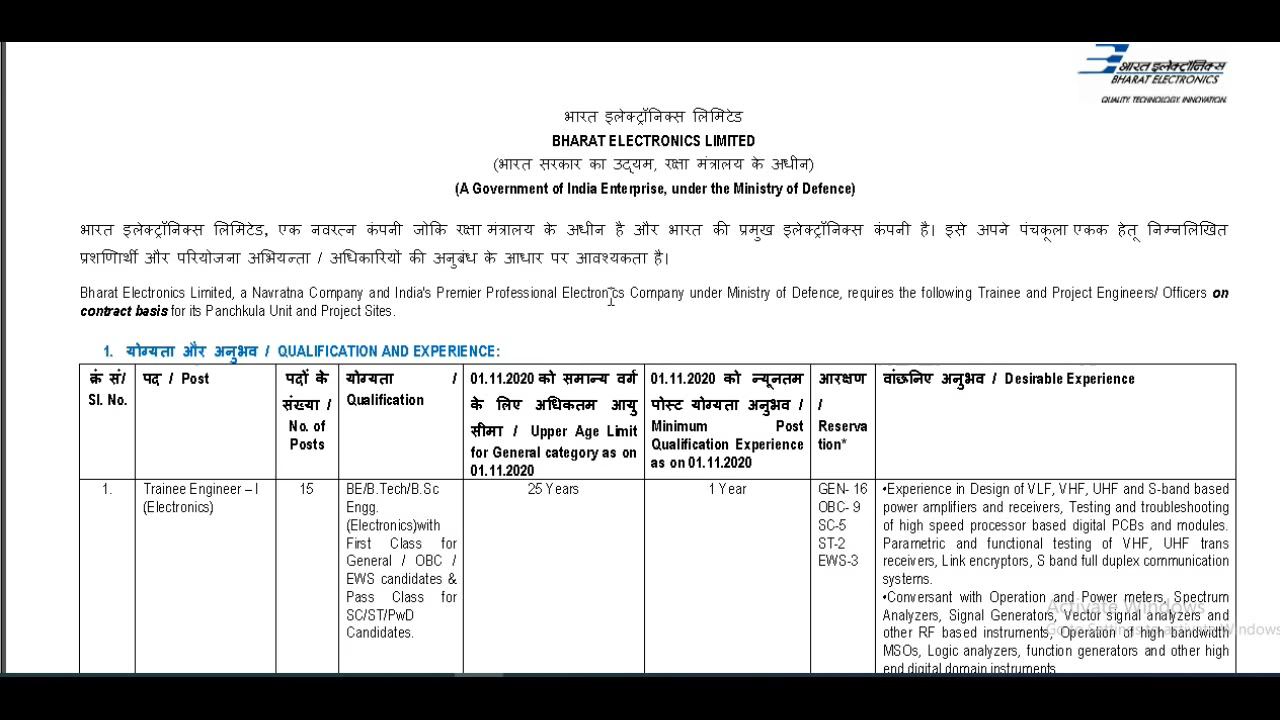 भारत इलेक्ट्रॉनिक्स
BHARAT ELECTRONICS
QUALITY. TECHNOLOGY. INNOVATION.
भारत इलेक्ट्रॉनिक्स लिमिटेड
BHARAT ELECTRONICS LIMITED
(भारत सरकार का उद्यम, रक्षा मंत्रालय के अधीन)
(A Government of India Enterprise, under the Ministry of Defence)
भारत इलेक्ट्रॉनिक्स लिमिटेड, एक नवरत्न कंपनी जोकि रक्षा मंत्रालय के अधीन है और भारत की प्रमुख इलेक्ट्रॉनिक्स कंपनी है। इसे अपने पंचकूला एकक हेतू निम्नलिखित
प्रशणिार्थी और परियोजना अभियन्ता / अधिकारियों की अनुबंध के आधार पर आवश्यकता है।
Bharat Electronics Limited, a Navratna Company and India's Premier Professional Electronics Company under Ministry of Defence, requires the following Trainee and Project Engineers/ Officers on
contract basis for its Panchkula Unit and Project Sites.
1. योग्यता और अनुभव / QUALIFICATION AND EXPERIENCE:
क्रं सं/
Sl. No.
पद / Post
पदों के
संख्या /
No. of
Posts
योग्यता /
Qualification
01.11.2020 को समान्य वर्ग
के लिए अधिकतम आयु
सीमा / Upper Age Limit
for General category as on
01.11.2020
01.11.2020 को न्यूनतम
पोस्ट योग्यता अनुभव /
Minimum Post
Qualification Experience
as on 01.11.2020
आरक्षण
/
Reserva
tion*
वांछनिए अनुभव / Desirable Experience
1.
Trainee Engineer – I
(Electronics)
15
BE/B.Tech/B.Sc
Engg.
(Electronics)with
First Class for
General / OBC /
EWS candidates &
Pass Class for
SC/ST/PwD
Candidates.
25 Years
1 Year
GEN- 16
OBC- 9
SC-5
ST-2
EWS-3
•Experience in Design of VLF, VHF, UHF and S-band based
power amplifiers and receivers, Testing and troubleshooting
of high speed processor based digital PCBs and modules.
Parametric and functional testing of VHF, UHF trans
receivers, Link encryptors, S band full duplex communication
systems.
•Conversant with Operation and Power meters, Spectrum
Analyzers, Signal Generators, Vector signal analyzers and
other RF based instruments, Operation of high bandwidth
MSOs, Logic analyzers, function generators and other high
end digital domain instruments
Activate Windows
Go to Settings to activate Windows